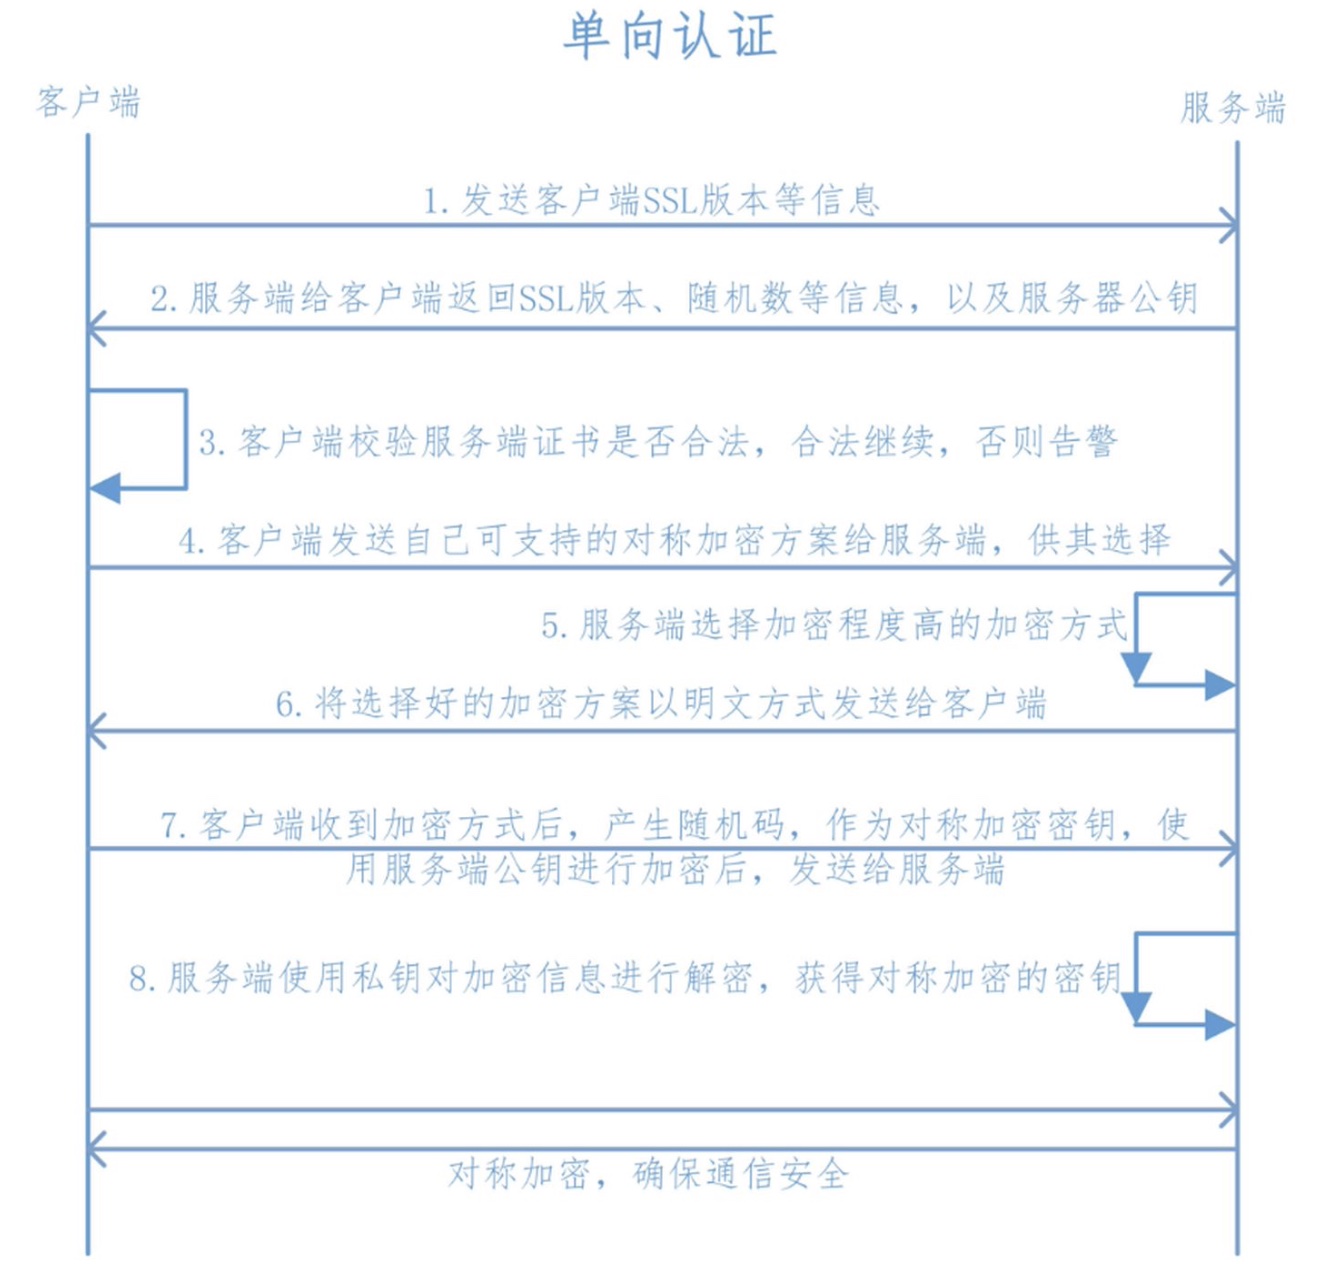 单向认证
客户端
服务端
1.发送客户端SSL版本等信息
2.服务端给客户端返回SSL版本、随机数等信息，以及服务器公钥
3.客户端校验服务端证书是否合法，合法继续，否则告警
4.客户端发送自己可支持的对称加密方案给服务端，供其选择
5.服务端选择加密程度高的加密方式
6.将选择好的加密方案以明文方式发送给客户端
7.客户端收到加密方式后，产生随机码，作为对称加密密钥，使
用服务端公钥进行加密后，发送给服务端
8.服务端使用私钥对加密信息进行解密，获得对称加密的密钥
对称加密，确保通信安全